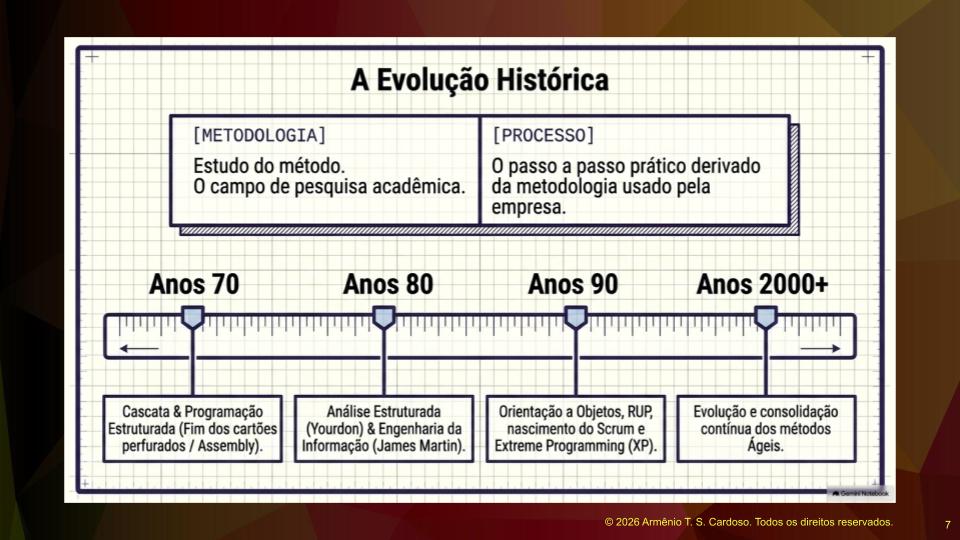 A Evolução Histórica
[METODOLOGIA]
Estudo do método.
O campo de pesquisa acadêmica.
[PROCESSO]
O passo a passo prático derivado
da metodologia usado pela
empresa.
Anos 70
Anos 80
Anos 90
Anos 2000+
Cascata & Programação
Estruturada (Fim dos cartões
perfurados / Assembly).
Análise Estruturada
(Yourdon) & Engenharia da
Informação (James Martin).
Orientação a Objetos, RUP,
nascimento do Scrum e
Extreme Programming (XP).
Evolução e consolidação
contínua dos métodos
Ágeis.
Gemini Notebook
© 2026 Armênio T. S. Cardoso. Todos os direitos reservados.
7